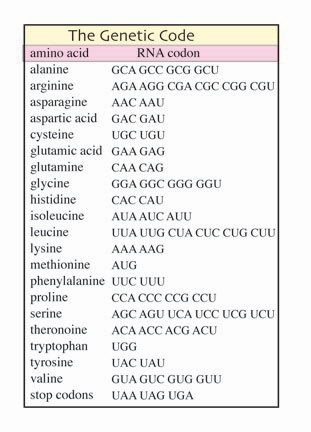 The Genetic Code
amino acid RNA codon
alanine GCA GCC GCG GCU
arginine AGA AGG CGA CGC CGG CGU
asparagine AAC AAU
aspartic acid GAC GAU
cysteine UGC UGU
glutamic acid GAA GAG
glutamine CAA CAG
glycine GGA GGC GGG GGU
histidine CAC CAU
isoleucine AUA AUC AUU
leucine UUA UUG CUA CUC CUG CUU
lysine AAA AAG
methionine AUG
phenylalanine UUC UUU
proline CCA CCC CCG CCU
serine AGC AGU UCA UCC UCG UCU
theronoine ACA ACC ACG ACU
tryptophan UGG
tyrosine UAC UAU
valine GUA GUC GUG GUU
stop codons UAA UAG UGA